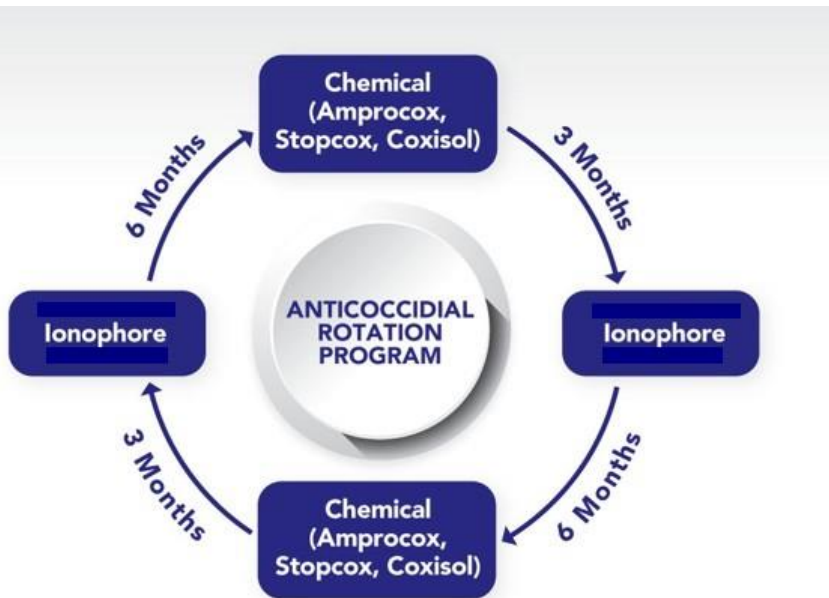 Chemical
(Amprocox,
Stopcox, Coxisol)
6 Months
3 Months
ANTICOCCIDIAL
ROTATION
PROGRAM
Ionophore
Ionophore
3 Months
6 Months
Chemical
(Amprocox,
Stopcox, Coxisol)